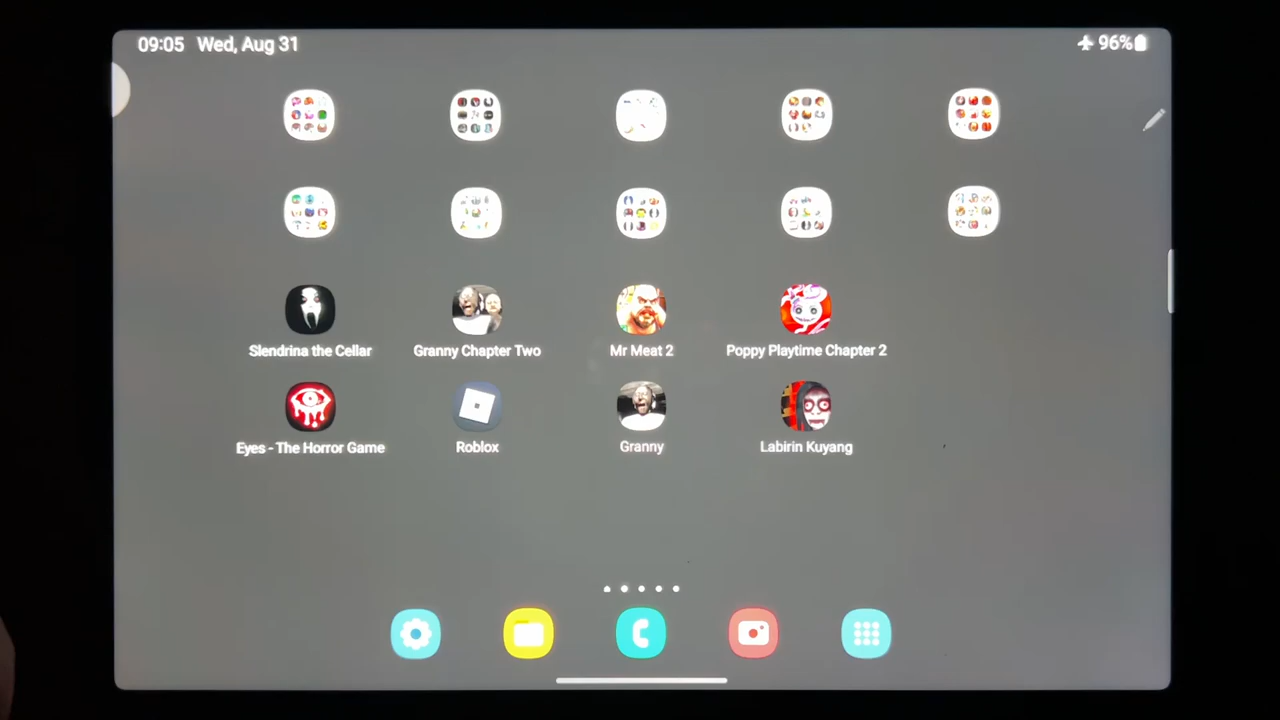 09:05 Wed, Aug 31
96%
Slendrina the Cellar
Granny Chapter Two
Mr Meat 2
Poppy Playtime Chapter 2
Eyes - The Horror Game
Roblox
Granny
Labirin Kuyang